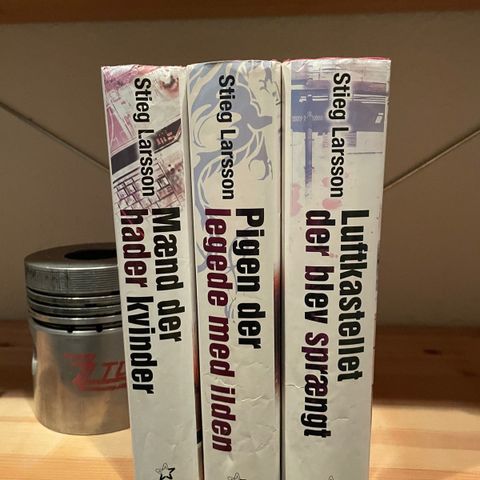 Stieg Larsson
Mænd der
hader kvinder
Stieg Larsson
Pigen der
legede med ilden
Stieg Larsson
Luftkastellet
der blev sprængt